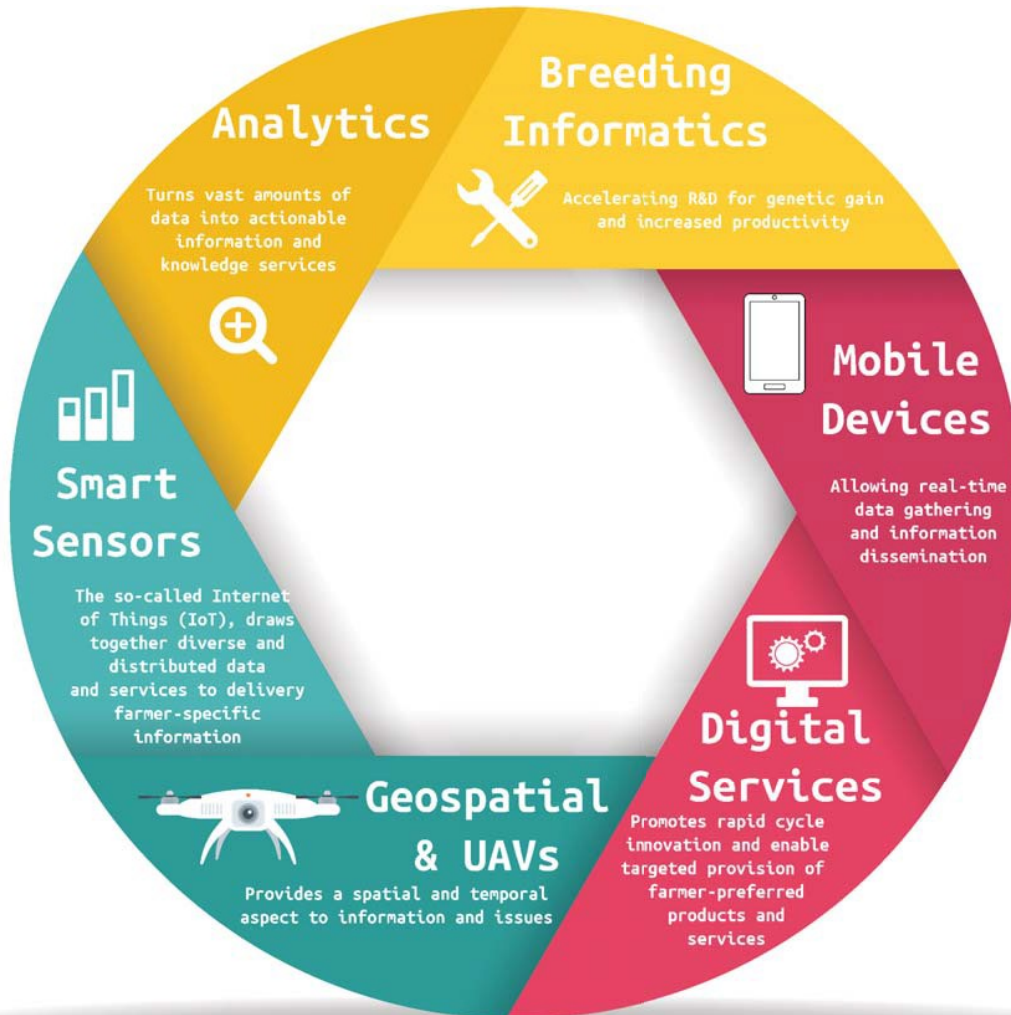 Analytics
Turns vast amounts of
data into actionable
information and
knowledge services
Breeding
Informatics
Accelerating R&D for genetic gain
and increased productivity
Mobile
Devices
Allowing real-time
data gathering
and information
dissemination
Digital
Services
Promotes rapid cycle
innovation and enable
targeted provision of
farmer-preferred
products and
services
Geospatial
& UAVs
Provides a spatial and temporal
aspect to information and issues
Smart
Sensors
The so-called Internet
of Things (IoT), draws
together diverse and
distributed data
and services to delivery
farmer-specific
information